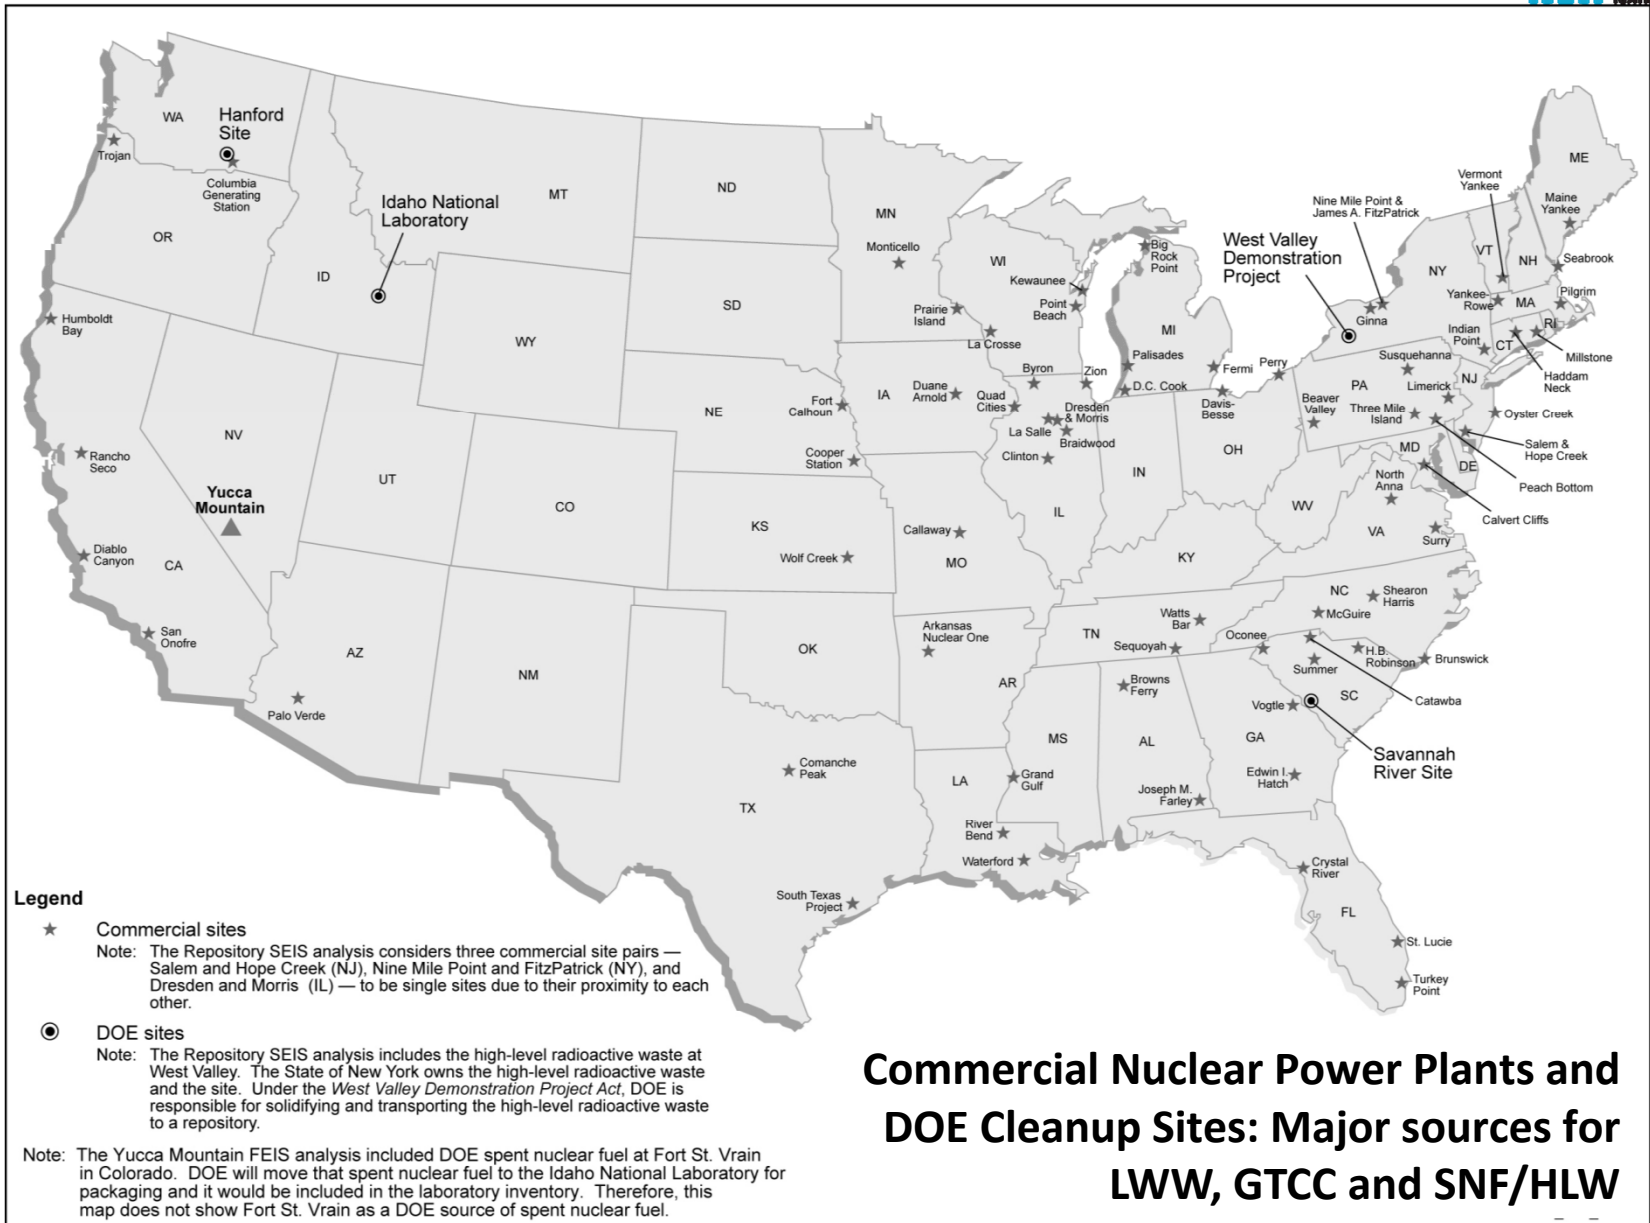 WA
Hanford
Site
Trojan
Columbia
Generating
Station
Idaho National
Laboratory
MT
ND
OR
ID
MN
Monticello
SD
WI
Kewaunee
Point
Beach
Big
Rock
Point
Prairie
Island
La Crosse
MI
West Valley
Demonstration
Project
Nine Mile Point &
James A. FitzPatrick
Vermont
Yankee
ME
Maine
Yankee
VT
NH
NY
Seabrook
Yankee-
Rowe
MA
Pilgrim
Ginna
Indian
Point
CT
RI
Millstone
Haddam
Neck
Humboldt
Bay
WY
Palisades
Fermi
Perry
Susquehanna
PA
Limerick
NJ
Byron
Zion
D.C. Cook
IA
Duane
Arnold
Quad
Cities
Davis-
Besse
Beaver
Valley
Three Mile
Island
Oyster Creek
Fort
Calhoun
NE
Dresden
& Morris
La Salle
Braidwood
Clinton
Cooper
Station
NV
Rancho
Seco
UT
Yucca
Mountain
CO
IL
IN
OH
MD
DE
Salem &
Hope Creek
North
Anna
Peach Bottom
WV
VA
Calvert Cliffs
Surry
KS
Wolf Creek
Callaway
MO
KY
Diablo
Canyon
CA
San
Onofre
AZ
NM
OK
Arkansas
Nuclear One
AR
TN
Watts
Bar
Sequoyah
Oconee
NC
Shearon
Harris
McGuire
H.B.
Robinson
Brunswick
Summer
SC
Catawba
Palo Verde
Browns
Ferry
Vogtle
MS
AL
GA
Savannah
River Site
Comanche
Peak
TX
LA
Grand
Gulf
Joseph M.
Farley
Edwin I.
Hatch
River
Bend
Waterford
Crystal
River
South Texas
Project
FL
St. Lucie
Turkey
Point
Legend
Commercial sites
Note: The Repository SEIS analysis considers three commercial site pairs —
Salem and Hope Creek (NJ), Nine Mile Point and FitzPatrick (NY), and
Dresden and Morris (IL) — to be single sites due to their proximity to each
other.
DOE sites
Note: The Repository SEIS analysis includes the high-level radioactive waste at
West Valley. The State of New York owns the high-level radioactive waste
and the site. Under the West Valley Demonstration Project Act, DOE is
responsible for solidifying and transporting the high-level radioactive waste
to a repository.
Note: The Yucca Mountain FEIS analysis included DOE spent nuclear fuel at Fort St. Vrain
in Colorado. DOE will move that spent nuclear fuel to the Idaho National Laboratory for
packaging and it would be included in the laboratory inventory. Therefore, this
map does not show Fort St. Vrain as a DOE source of spent nuclear fuel.
Commercial Nuclear Power Plants and
DOE Cleanup Sites: Major sources for
LWW, GTCC and SNF/HLW